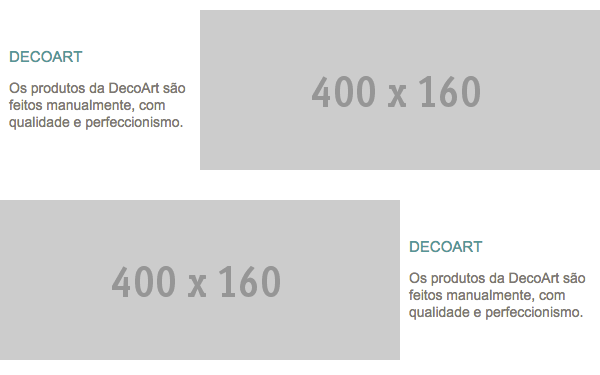 DECOART
Os produtos da DecoArt são
feitos manualmente, com
qualidade e perfeccionismo.
400 x 160
400 x 160
DECOART
Os produtos da DecoArt são
feitos manualmente, com
qualidade e perfeccionismo.